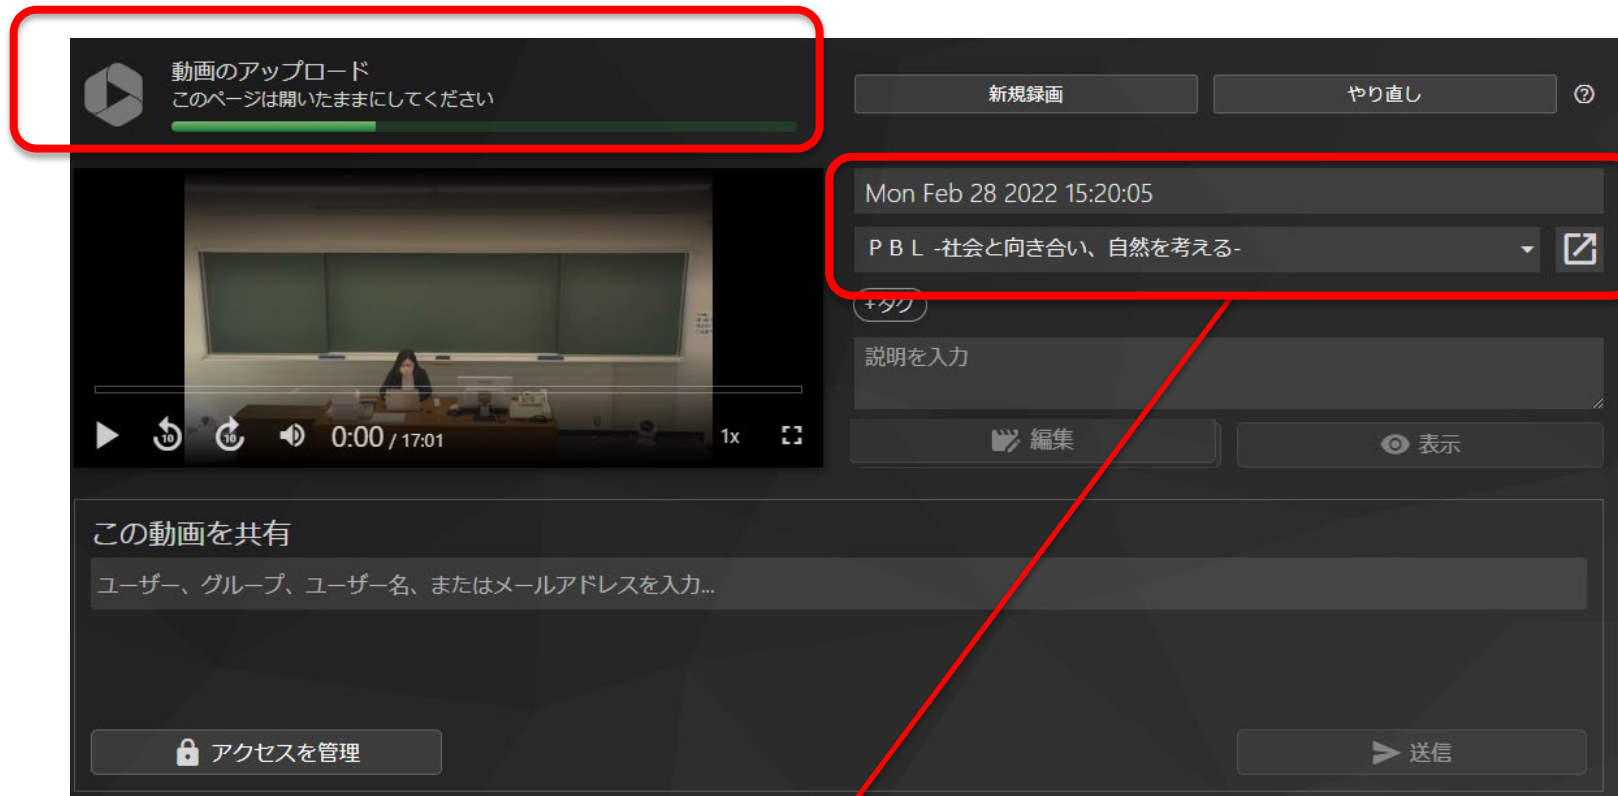 動画のアップロード
このページは開いたままにしてください
新規録画
やり直し
?
Mon Feb 28 2022 15:20:05
ＰＢＬ -社会と向き合い、自然を考える-
+タグ
説明を入力
10
10
0:00 / 17:01
1x
編集
表示
この動画を共有
ユーザー、グループ、ユーザー名、またはメールアドレスを入力...
アクセスを管理
送信